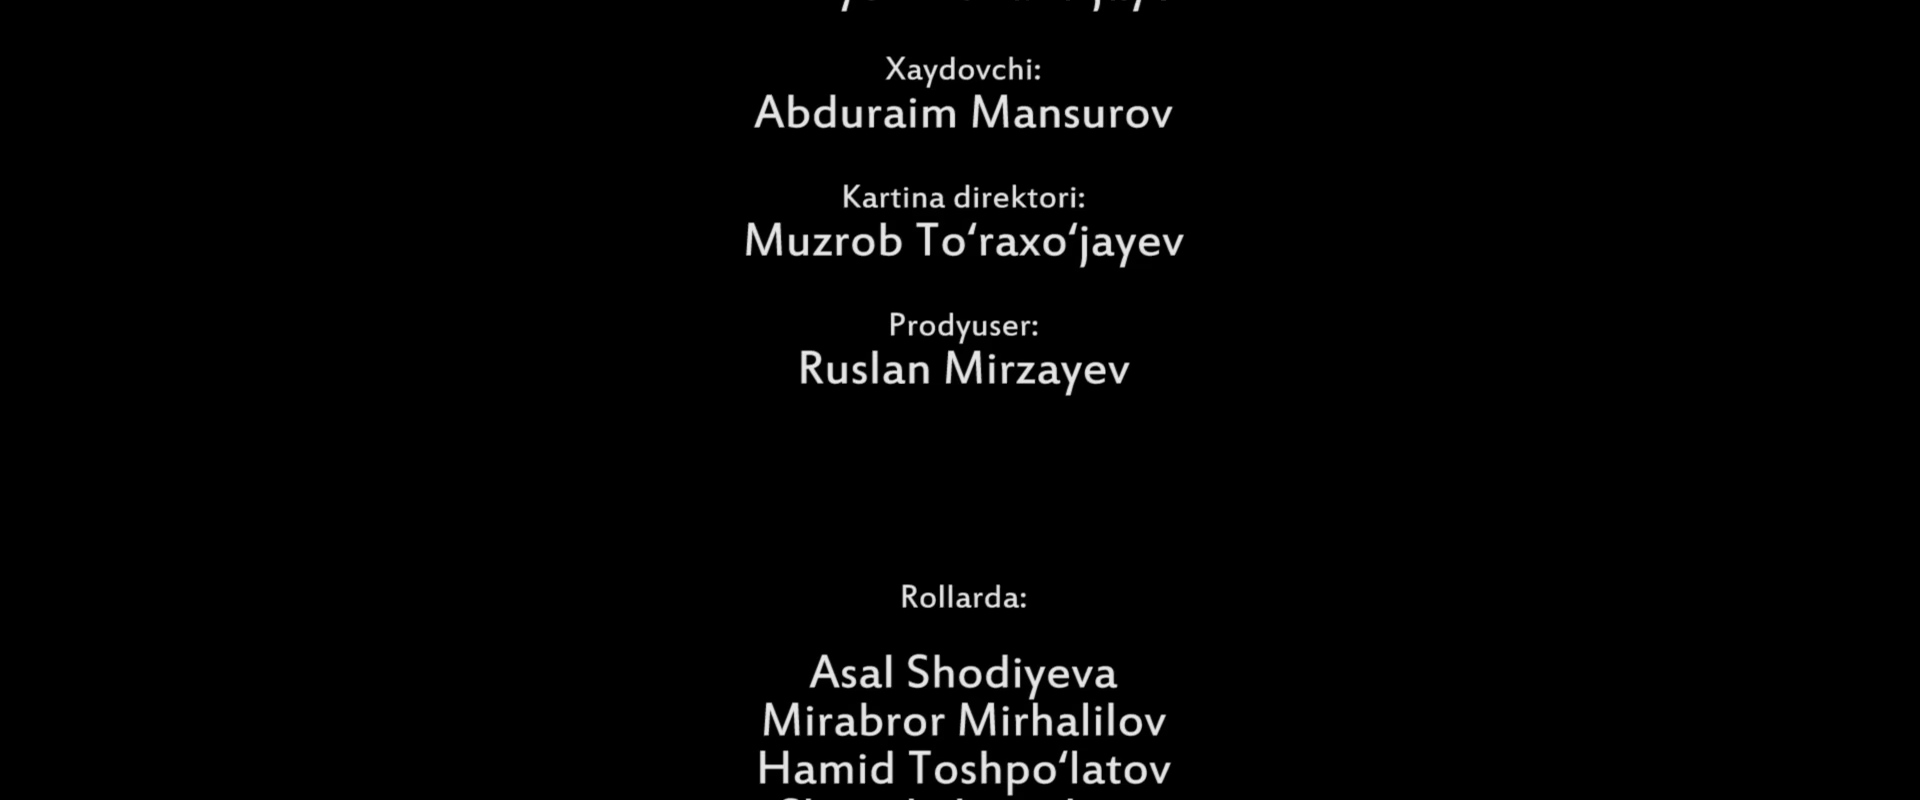 Xaydovchi:
Abduraim Mansurov
Kartina direktori:
Muzrob To‘raxo‘jayev
Prodyuser:
Ruslan Mirzayev
Rollarda:
Asal Shodiyeva
Mirabror Mirhalilov
Hamid Toshpo‘latov